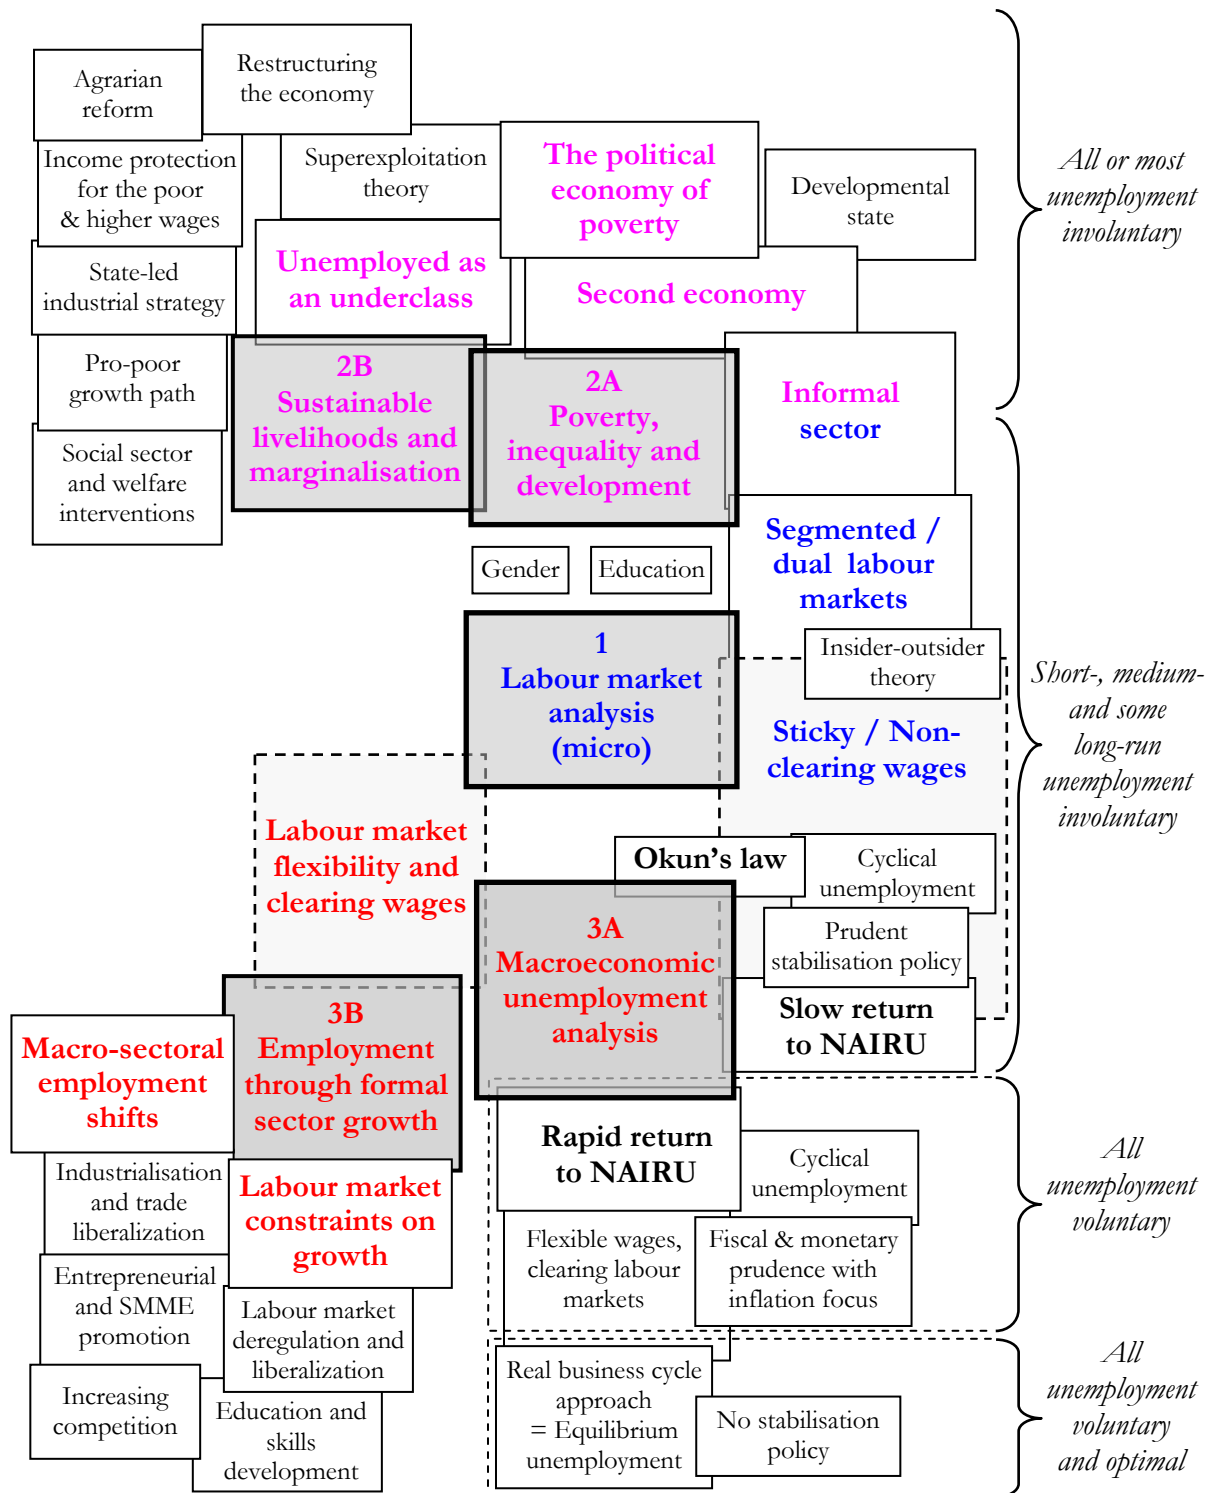 Agrarian
reform
Restructuring
the economy
Income protection
for the poor
& higher wages
Superexploitation
theory
The political
economy of
poverty
Developmental
state
All or most
unemployment
involuntary
State-led
industrial strategy
Unemployed as
an underclass
Second economy
Pro-poor
growth path
2B
Sustainable
livelihoods and
marginalisation
2A
Poverty,
inequality and
development
Informal
sector
Social sector
and welfare
interventions
Gender
Education
Segmented /
dual labour
markets
1
Labour market
analysis
(micro)
Insider-outsider
theory
Sticky / Non-
clearing wages
Short-, medium-
and some
long-run
unemployment
involuntary
Labour market
flexibility and
clearing wages
Okun's law
Cyclical
unemployment
3A
Macroeconomic
unemployment
analysis
Prudent
stabilisation policy
Slow return
to NAIRU
3B
Employment
through formal
sector growth
Macro-sectoral
employment
shifts
Rapid return
to NAIRU
Cyclical
unemployment
All
unemployment
voluntary
Industrialisation
and trade
liberalization
Labour market
constraints on
growth
Flexible wages,
clearing labour
markets
Fiscal & monetary
prudence with
inflation focus
Entrepreneurial
and SMME
promotion
Labour market
deregulation and
liberalization
Increasing
competition
Education and
skills
development
Real business cycle
approach
= Equilibrium
unemployment
No stabilisation
policy
All
unemployment
voluntary
and optimal